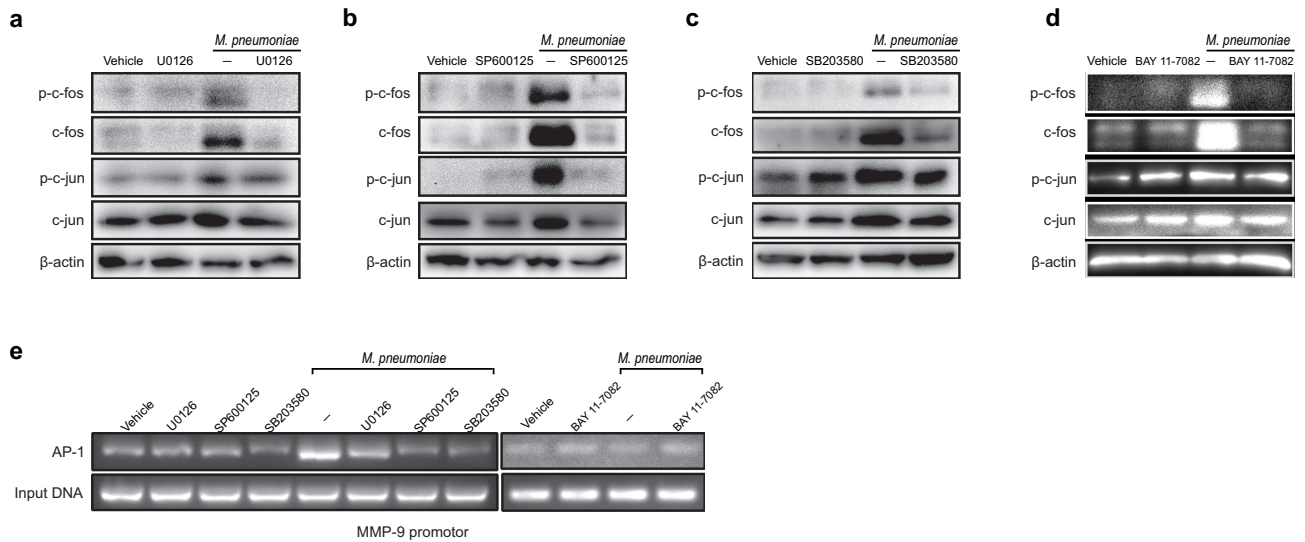 a
M. pneumoniae
Vehicle U0126 – U0126
p-c-fos
c-fos
p-c-jun
c-jun
β-actin
b
M. pneumoniae
Vehicle SP600125 – SP600125
p-c-fos
c-fos
p-c-jun
c-jun
β-actin
c
M. pneumoniae
Vehicle SB203580 – SB203580
p-c-fos
c-fos
p-c-jun
c-jun
β-actin
d
M. pneumoniae
Vehicle BAY 11-7082 – BAY 11-7082
p-c-fos
c-fos
p-c-jun
c-jun
β-actin
e
M. pneumoniae M. pneumoniae
Vehicle U0126 SP600125 SB203580 – U0126 SP600125 SB203580 Vehicle BAY 11-7082 – BAY 11-7082
AP-1
Input DNA
MMP-9 promotor